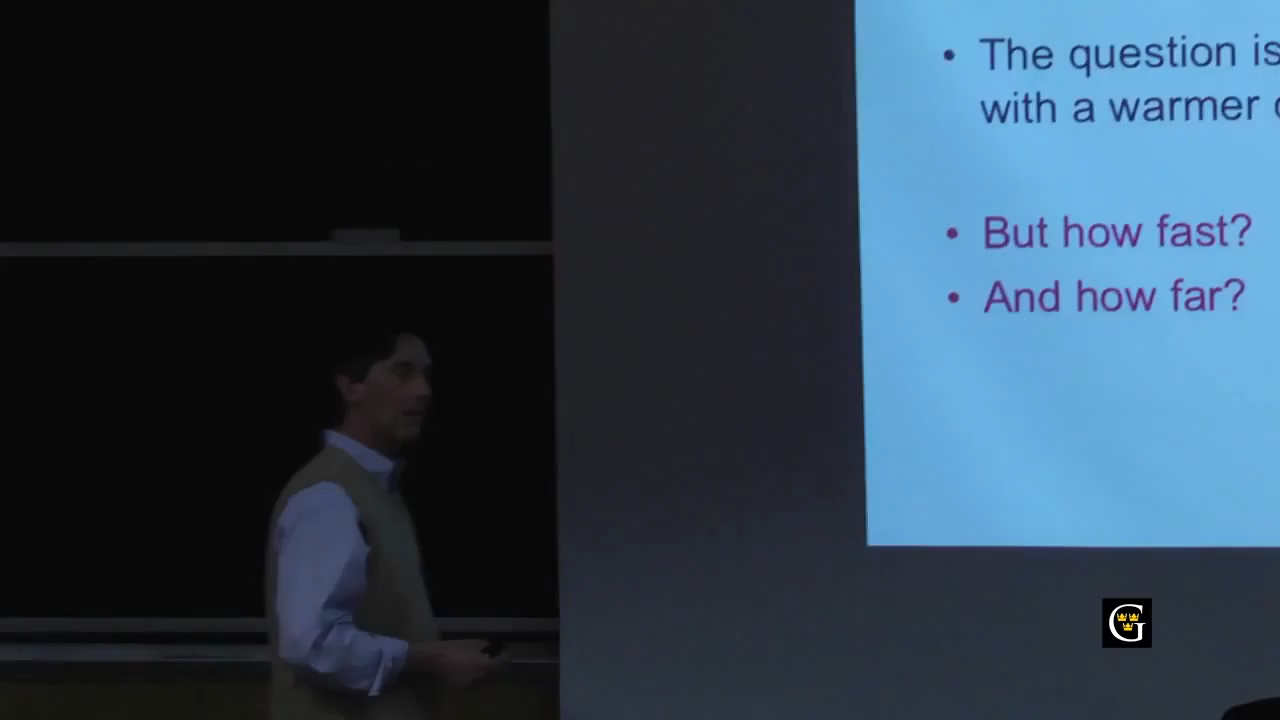 • The question is
with a warmer
• But how fast?
• And how far?
G